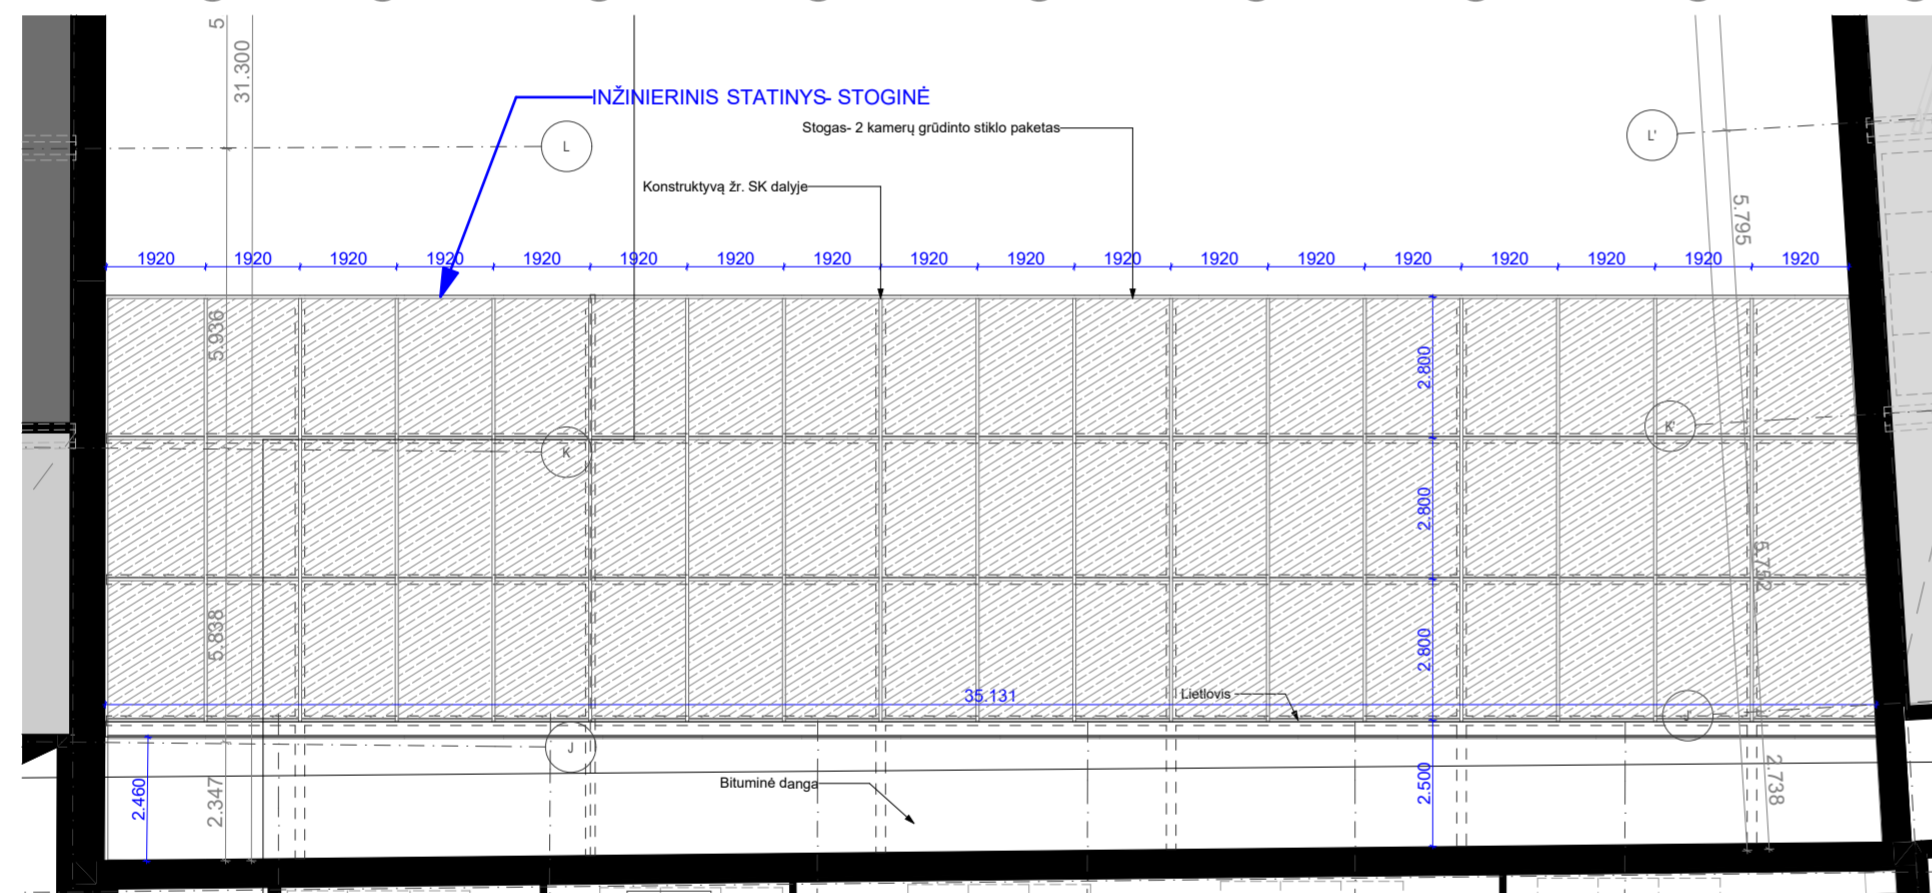 5
31.300
INŽINIERINIS STATINYS- STOGINĖ
Stogas- 2 kamerų grūdinto stiklo paketas
L
L'
Konstruktyvą žr. SK dalyje
5.795
1920 1920 1920 1920 1920 1920 1920 1920 1920 1920 1920 1920 1920 1920 1920 1920 1920 1920
5.936
2.800
K
K'
2.800
5.838
2.800
35.131
Lietlovis
J
2.460
2.347
Bituminė danga
2.500
2.738